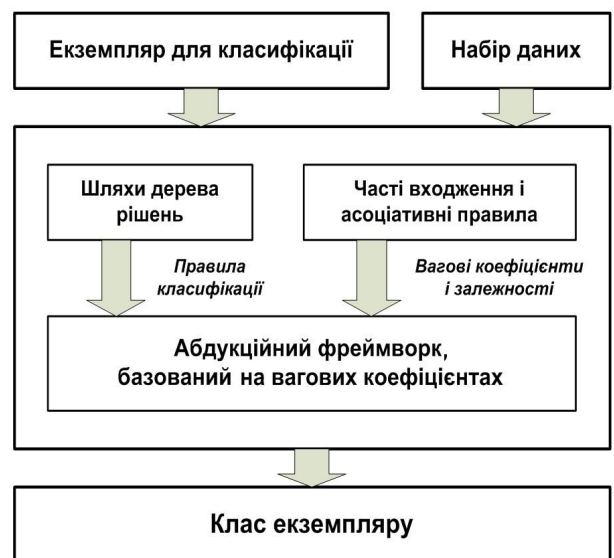 Екземпляр для класифікації
Набір даних
Шляхи дерева
рішень
Часті входження і
асоціативні правила
Правила
класифікації
Вагові коефіцієнти
і залежності
Абдукційний фреймворк,
базований на вагових коефіцієнтах
Клас екземпляру